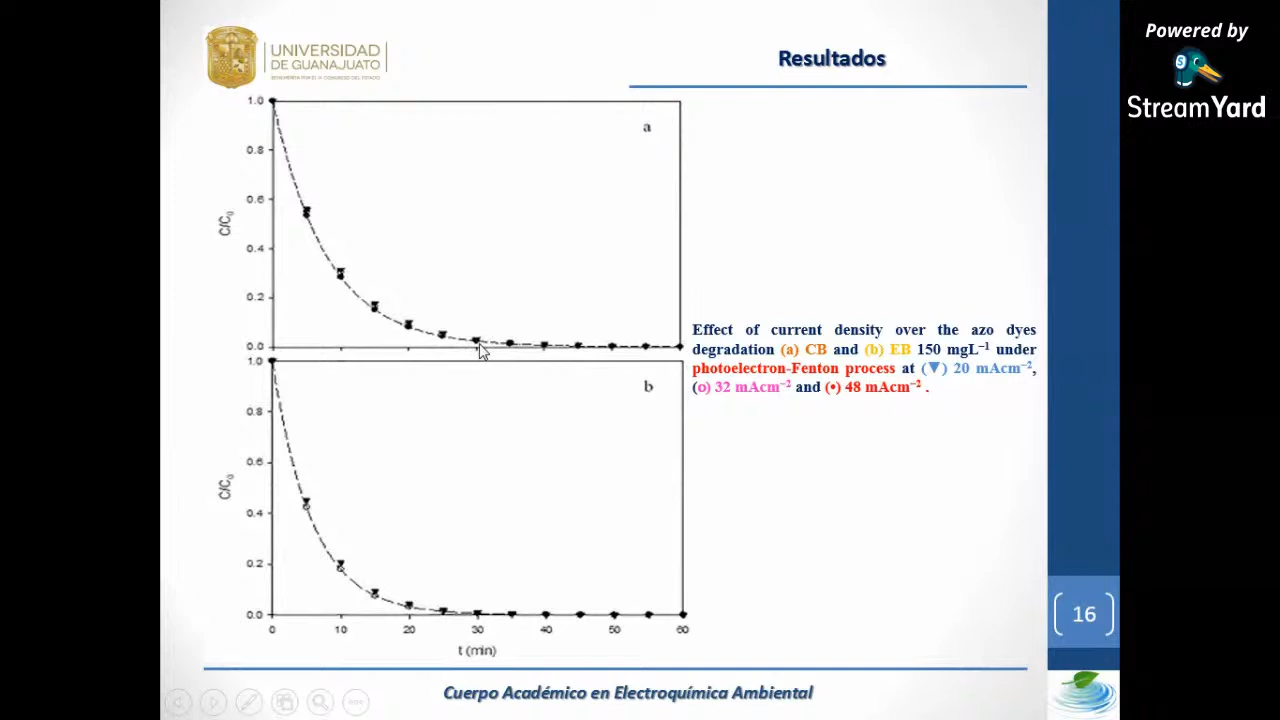 UNIVERSIDAD
DE GUANAJUATO
Resultados
Powered by
StreamYard
1.0
a
0.8
0.6
C/C₀
0.4
0.2
0.0
1.0
b
0.8
0.6
C/C₀
0.4
0.2
0.0
0 10 20 30 40 50 60
t (min)
Effect of current density over the azo dyes
degradation (a) CB and (b) EB 150 mgL⁻¹ under
photoelectron-Fenton process at (▼) 20 mAcm⁻²,
(o) 32 mAcm⁻² and (•) 48 mAcm⁻² .
16
Cuerpo Académico en Electroquímica Ambiental